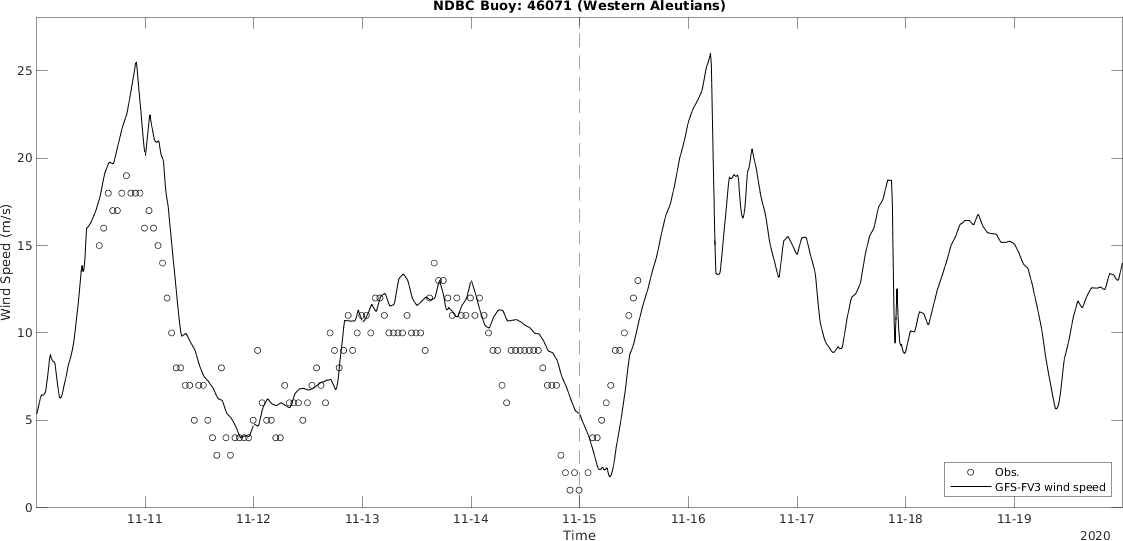 NDBC Buoy: 46071 (Western Aleutians)
Wind Speed (m/s)
25
20
15
10
5
0
11-11 11-12 11-13 11-14 11-15 11-16 11-17 11-18 11-19
Time
2020
Obs.
GFS-FV3 wind speed